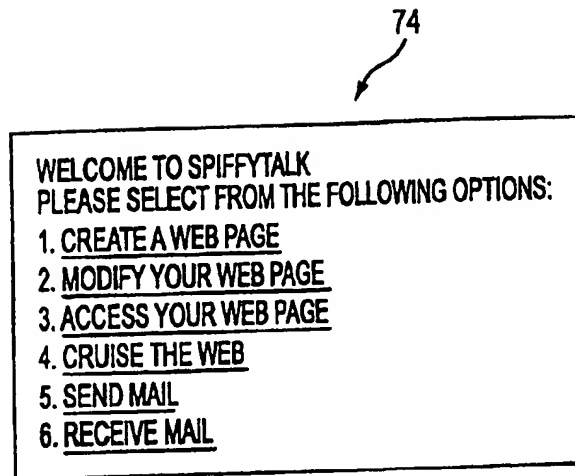 74
WELCOME TO SPIFFYTALK
PLEASE SELECT FROM THE FOLLOWING OPTIONS:
1. CREATE A WEB PAGE
2. MODIFY YOUR WEB PAGE
3. ACCESS YOUR WEB PAGE
4. CRUISE THE WEB
5. SEND MAIL
6. RECEIVE MAIL